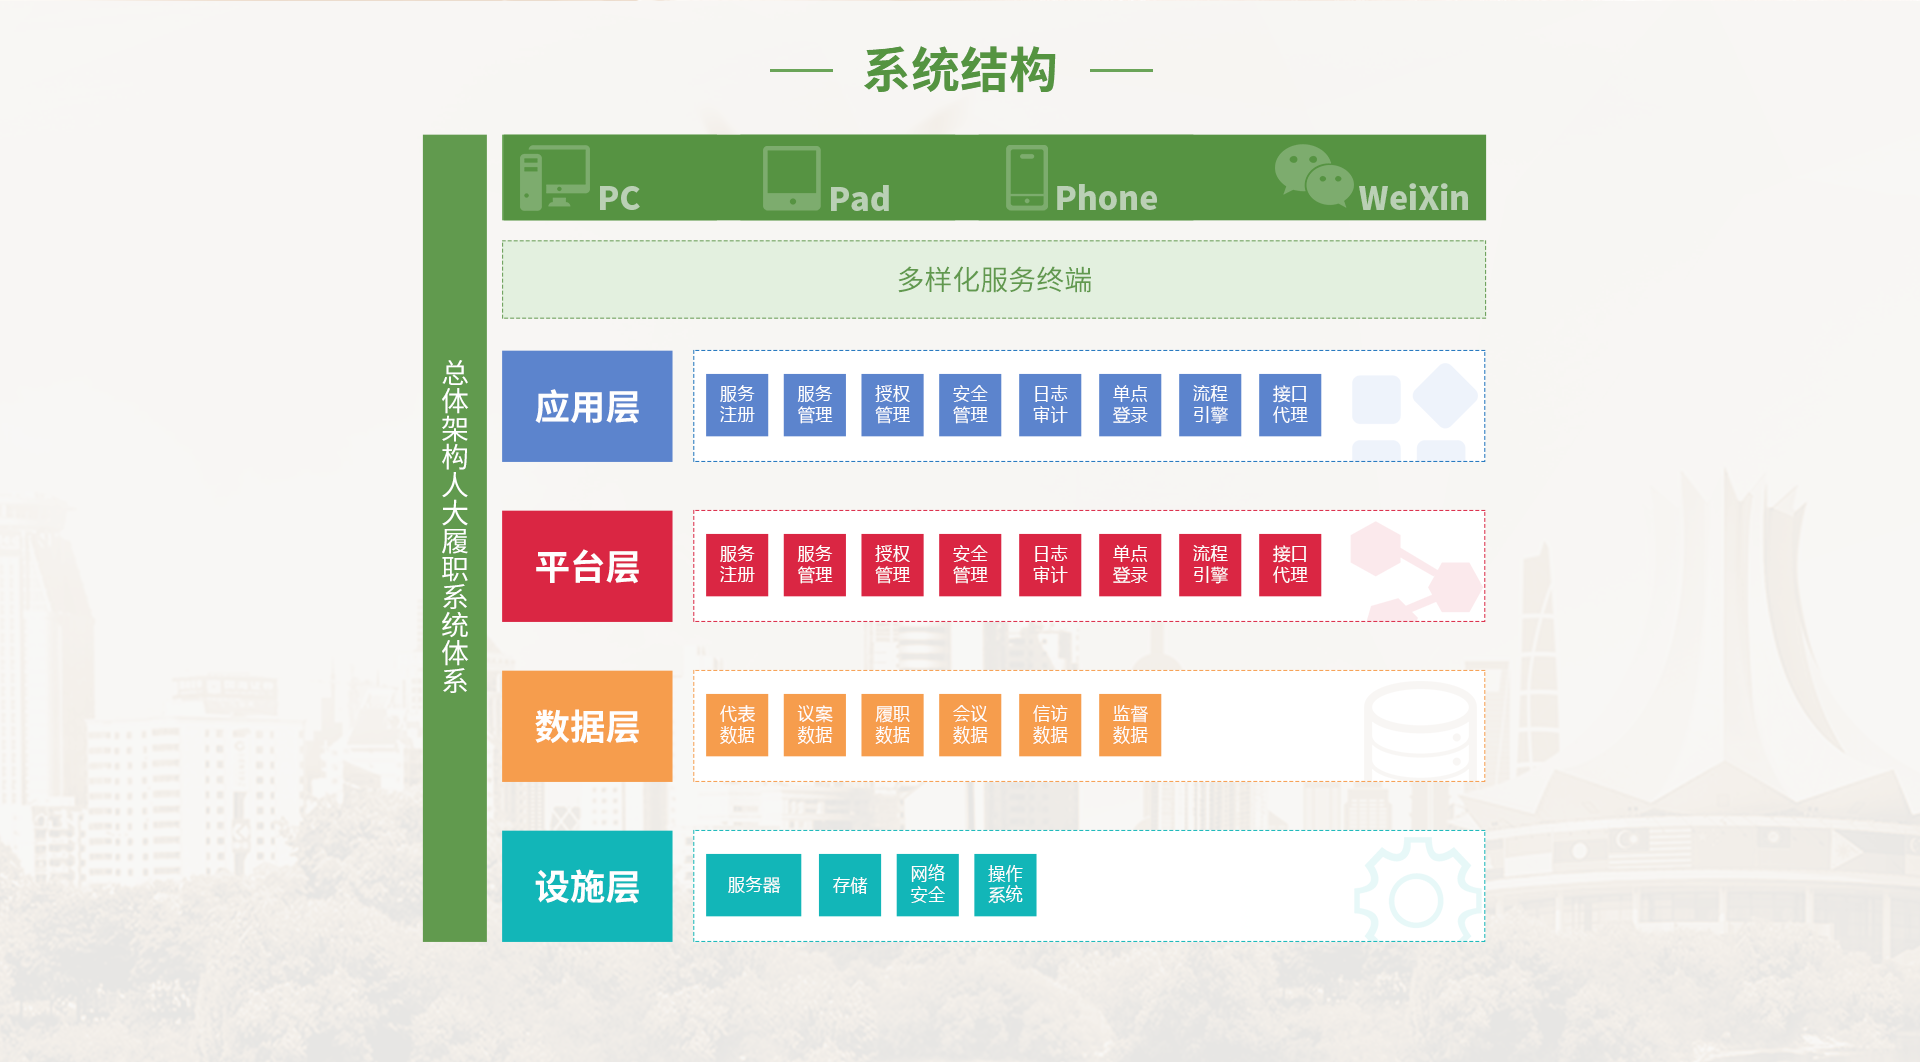 系统结构
总体架构人大履职系统体系
PC
Pad
Phone
WeiXin
多样化服务终端
应用层
服务
注册
服务
管理
授权
管理
安全
管理
日志
审计
单点
登录
流程
引擎
接口
代理
平台层
服务
注册
服务
管理
授权
管理
安全
管理
日志
审计
单点
登录
流程
引擎
接口
代理
数据层
代表
数据
议案
数据
履职
数据
会议
数据
信访
数据
监督
数据
设施层
服务器
存储
网络
安全
操作
系统